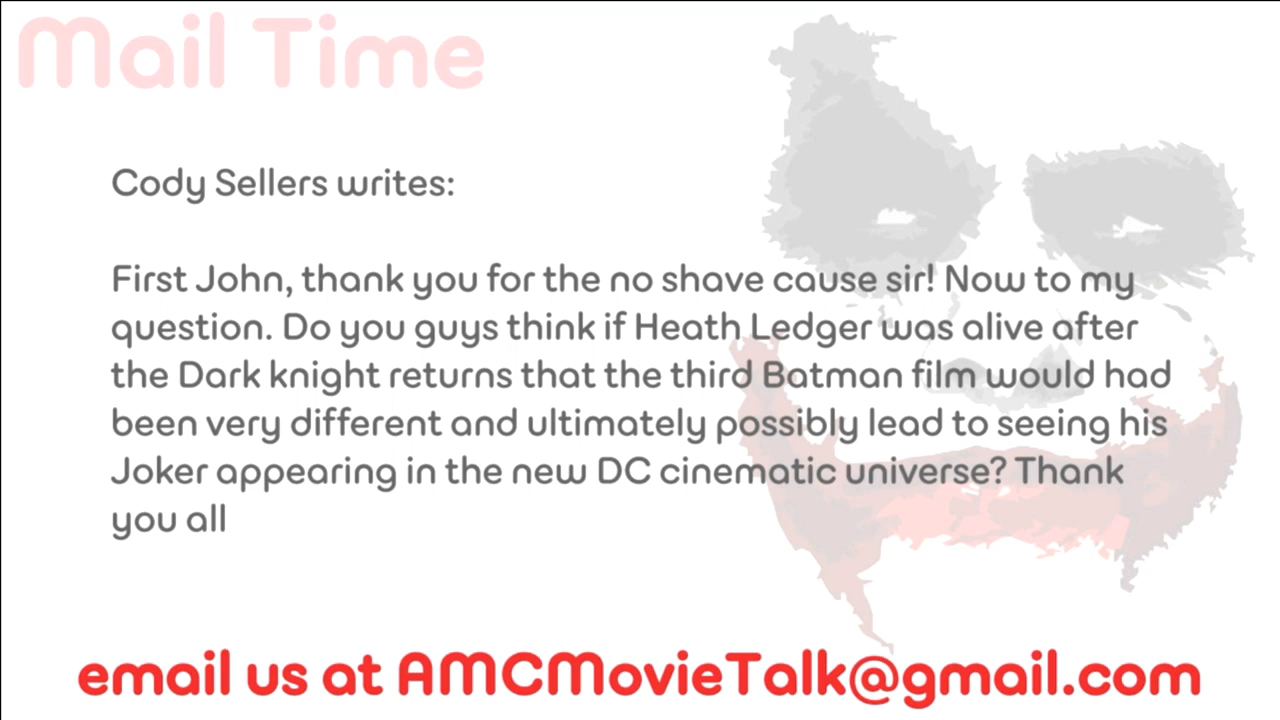 Mail Time
Cody Sellers writes:
First John, thank you for the no shave cause sir! Now to my
question. Do you guys think if Heath Ledger was alive after
the Dark knight returns that the third Batman film would had
been very different and ultimately possibly lead to seeing his
Joker appearing in the new DC cinematic universe? Thank
you all
email us at AMCMovieTalk@gmail.com